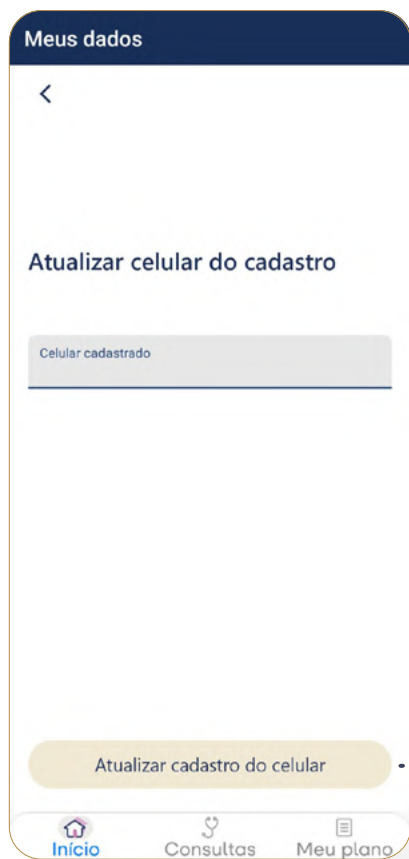 Meus dados
Atualizar celular do cadastro
Celular cadastrado
Atualizar cadastro do celular
Início Consultas Meu plano